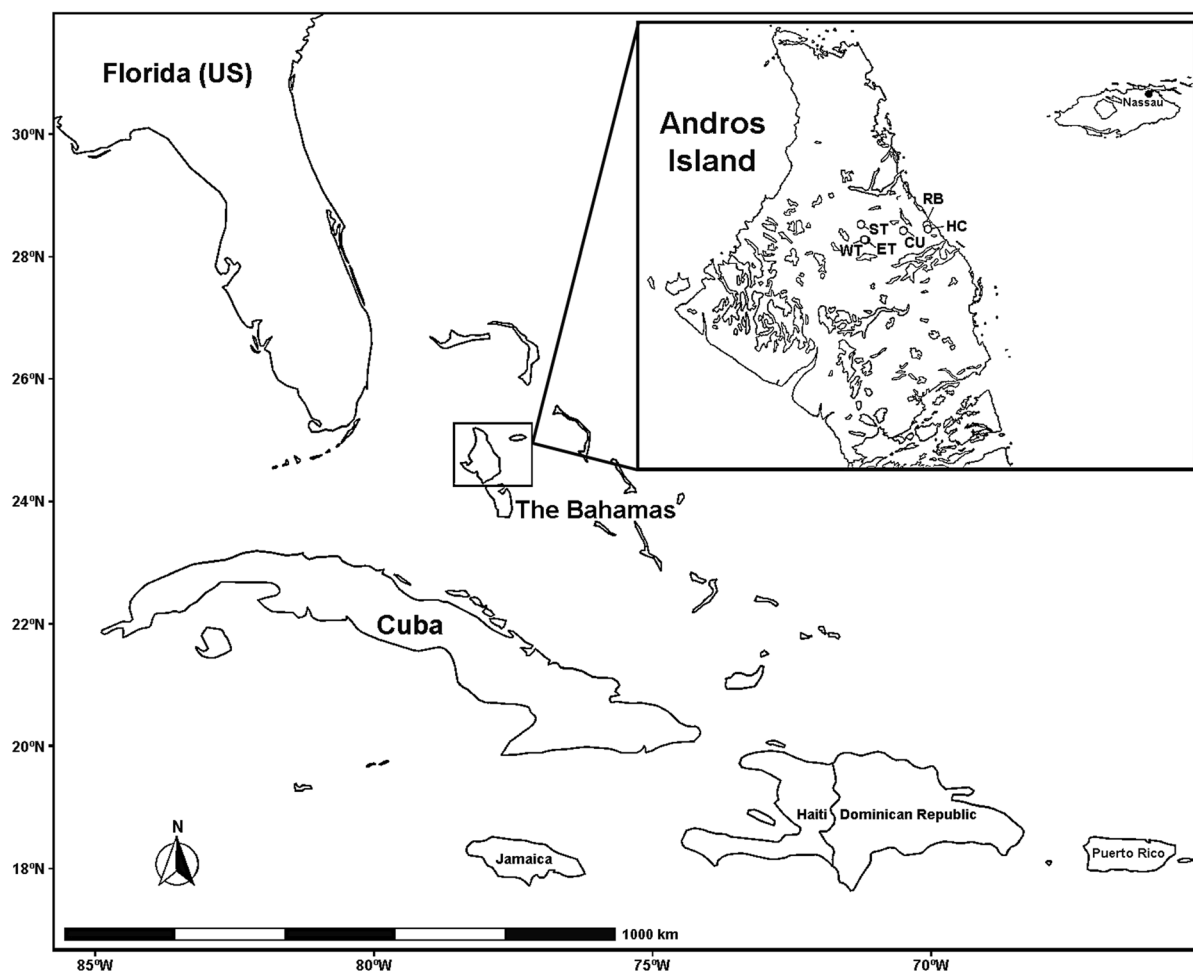 Florida (US)
Andros
Island
Nassau
RB
HC
ST
CU
WT
ET
30ºN
28ºN
26ºN
24ºN
22ºN
20ºN
18ºN
The Bahamas
Cuba
Haiti
Dominican Republic
Jamaica
Puerto Rico
N
1000 km
85ºW
80ºW
75ºW
70ºW